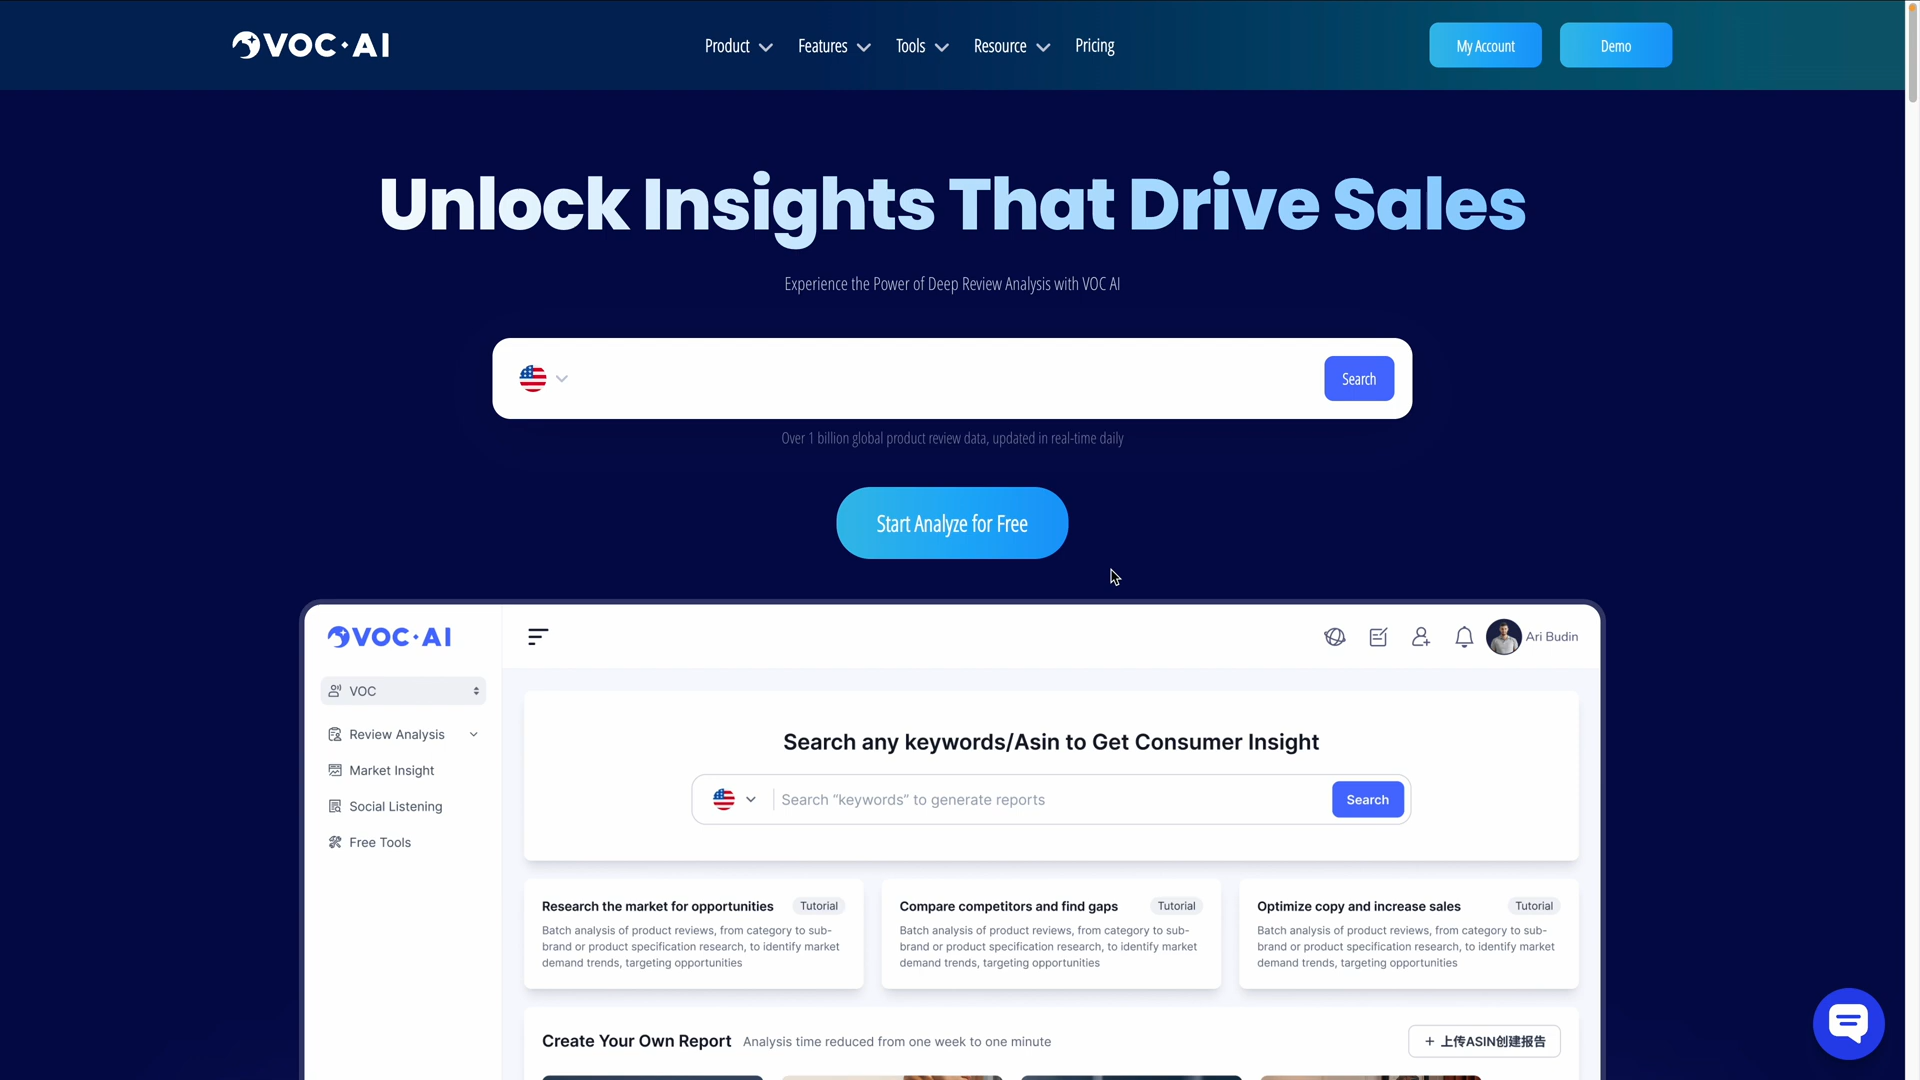 VOC·AI
Product
Features
Tools
Resource
Pricing
My Account
Demo
Unlock Insights That Drive Sales
Experience the Power of Deep Review Analysis with VOC AI
Search
Over 1 billion global product review data, updated in real-time daily
Start Analyze for Free
VOC·AI
Ari Budin
VOC
Review Analysis
Market Insight
Social Listening
Free Tools
Search any keywords/Asin to Get Consumer Insight
Search “keywords” to generate reports
Search
Research the market for opportunities
Tutorial
Batch analysis of product reviews, from category to sub-
brand or product specification research, to identify market
demand trends, targeting opportunities
Compare competitors and find gaps
Tutorial
Batch analysis of product reviews, from category to sub-
brand or product specification research, to identify market
demand trends, targeting opportunities
Optimize copy and increase sales
Tutorial
Batch analysis of product reviews, from category to sub-
brand or product specification research, to identify market
demand trends, targeting opportunities
Create Your Own Report
Analysis time reduced from one week to one minute
+ 上传ASIN创建报告